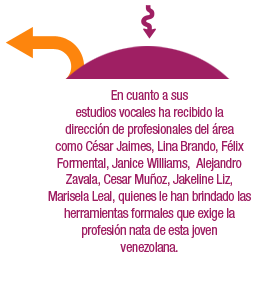 En cuanto a sus
estudios vocales ha recibido la
dirección de profesionales del área
como César Jaimes, Lina Brando, Félix
Formental, Janice Williams, Alejandro
Zavala, Cesar Muñoz, Jakeline Liz,
Marisela Leal, quienes le han brindado las
herramientas formales que exige la
profesión nata de esta joven
venezolana.